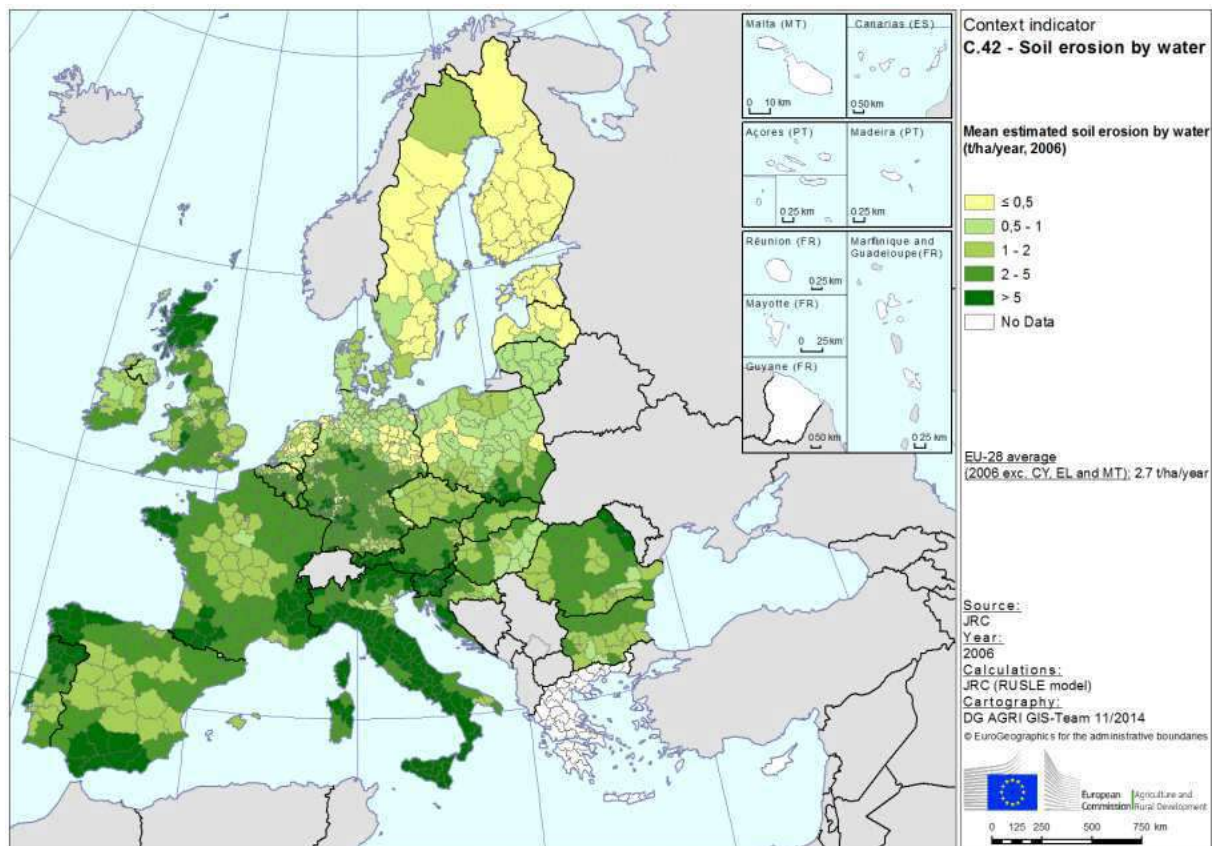 Context indicator
C.42 - Soil erosion by water
Mean estimated soil erosion by water
(t/ha/year, 2006)
≤ 0,5
0,5 - 1
1 - 2
2 - 5
> 5
No Data
EU-28 average
(2006 exc. CY, EL and MT): 2.7 t/ha/year
Source:
JRC
Year:
2006
Calculations:
JRC (RUSLE model)
Cartography:
DG AGRI GIS-Team 11/2014
© EuroGeographics for the administrative boundaries
European
Commission
Agriculture and
Rural Development
0 125 250 500 750 km
Malta (MT)
0 10 km
Canarias (ES)
0 50 km
Açores (PT)
0 25 km
Madeira (PT)
0 25 km
Réunion (FR)
0 25 km
Mayotte (FR)
0 25 km
Guyane (FR)
0 50 km
Martinique and
Guadeloupe(FR)
0 25 km